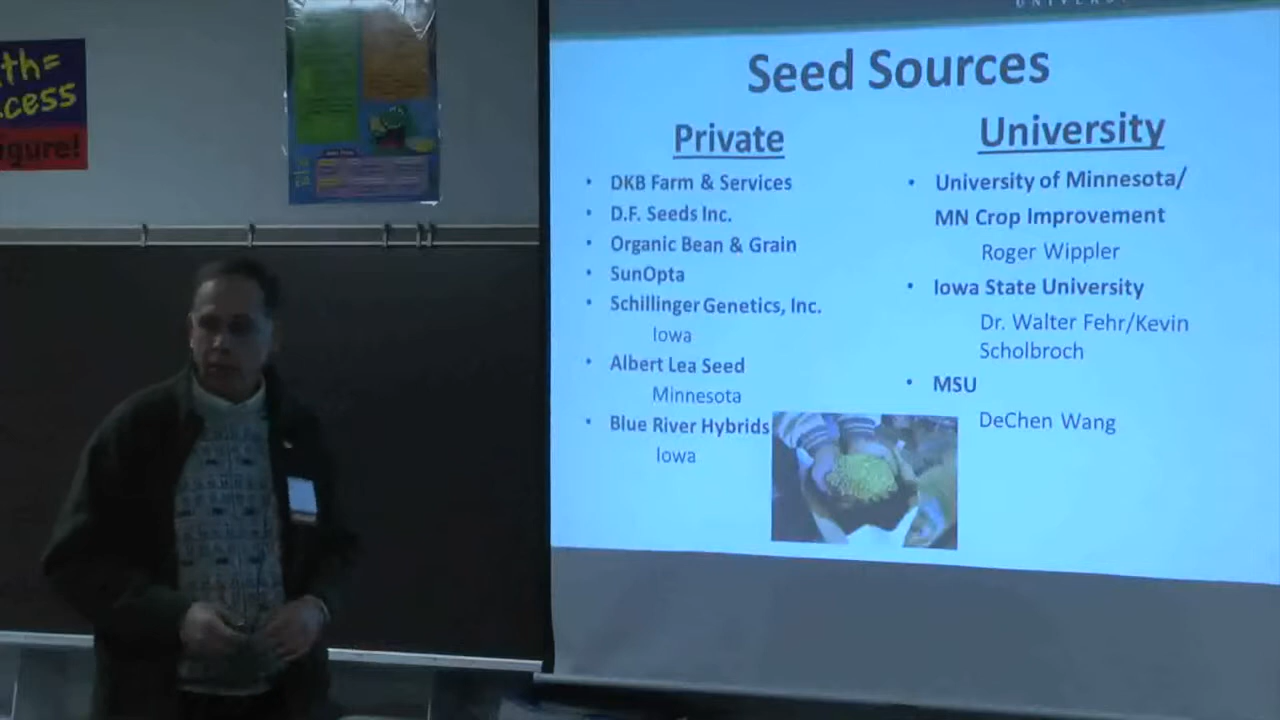 th=
ccess
igure!
UNIVERSI
Seed Sources
Private
• DKB Farm & Services
• D.F. Seeds Inc.
• Organic Bean & Grain
• SunOpta
• Schillinger Genetics, Inc.
Iowa
• Albert Lea Seed
Minnesota
• Blue River Hybrids
Iowa
University
• University of Minnesota/
MN Crop Improvement
Roger Wippler
• Iowa State University
Dr. Walter Fehr/Kevin
Scholbroch
• MSU
DeChen Wang